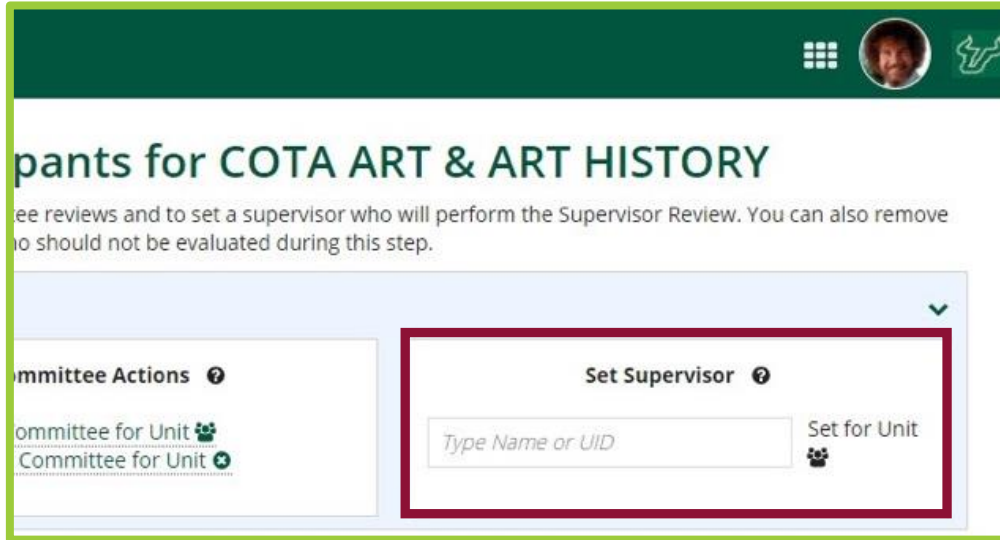 pants for COTA ART & ART HISTORY
tee reviews and to set a supervisor who will perform the Supervisor Review. You can also remove
o should not be evaluated during this step.
mmittee Actions
Set Supervisor
ommittee for Unit
Committee for Unit
Type Name or UID
Set for Unit